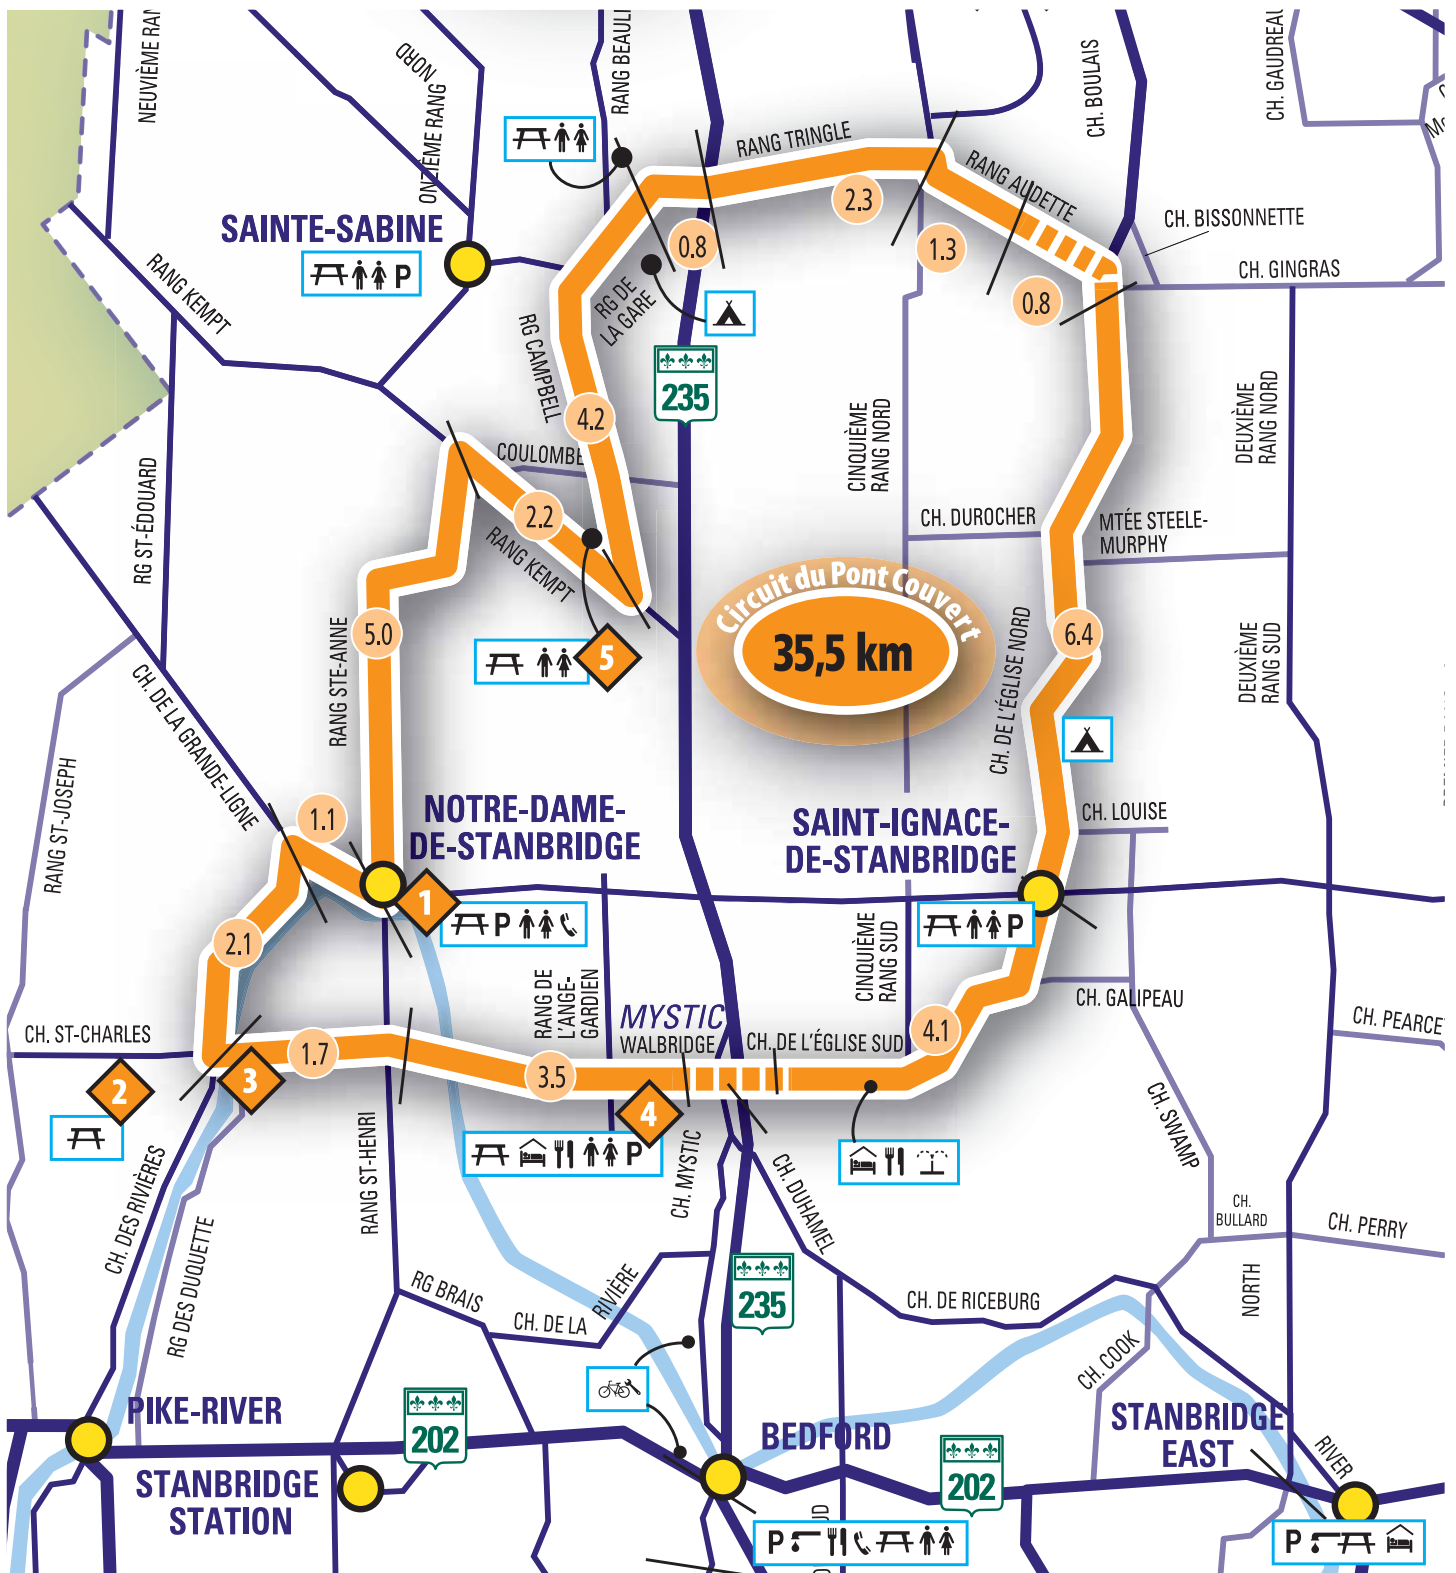 NEUVIÈME RAN
ONZIÈME RANG
NORD
RANG BEAULI
CH. BOULAIS
CH. GAUDREAU
RANG TRINGLE
RANG AUDETTE
CH. BISSONNETTE
CH. GINGRAS
SAINTE-SABINE
P
RANG KEMPT
RG DE
LA GARE
RG CAMPBELL
0.8
2.3
1.3
0.8
235
4.2
COULOMBE
2.2
RANG KEMPT
CINQUIÈME
RANG NORD
DEUXIÈME
RANG NORD
CH. DUROCHER
MTÉE STEELE-
MURPHY
RG ST-ÉDOUARD
Circuit du Pont Couvert
35,5 km
5.0
5
6.4
RANG STE-ANNE
CH. DE L'ÉGLISE NORD
DEUXIÈME
RANG SUD
CH. DE LA GRANDE-LIGNE
RANG ST-JOSEPH
1.1
NOTRE-DAME-
DE-STANBRIDGE
SAINT-IGNACE-
DE-STANBRIDGE
CH. LOUISE
1
P
P
2.1
RANG DE
L'ANGE-
GARDIEN
CINQUIÈME
RANG SUD
CH. GALIPEAU
MYSTIC
WALBRIDGE
CH. DE L'ÉGLISE SUD
4.1
CH. PEARCE
CH. ST-CHARLES
1.7
3.5
2
3
4
P
CH. SWAMP
CH. DES RIVIÈRES
RANG ST-HENRI
CH. MYSTIC
CH. DUHAMEL
CH.
BULLARD
CH. PERRY
RG DES DUQUETTE
RG BRAIS
CH. DE LA
RIVIÈRE
235
CH. DE RICEBURG
NORTH
CH. COOK
PIKE-RIVER
202
BEDFORD
STANBRIDGE
EAST
RIVER
STANBRIDGE
STATION
202
P
UD
P